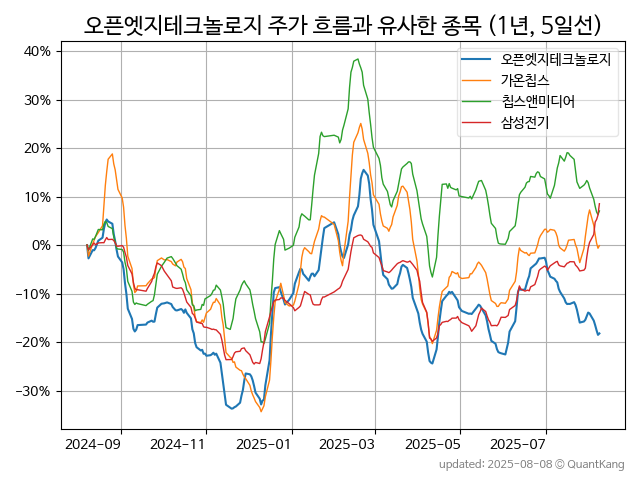 오픈엣지테크놀로지 주가 흐름과 유사한 종목 (1년, 5일선)
40%
30%
20%
10%
0%
−10%
−20%
−30%
오픈엣지테크놀로지
가온칩스
칩스앤미디어
삼성전기
2024-09
2024-11
2025-01
2025-03
2025-05
2025-07
updated: 2025-08-08 © QuantKang